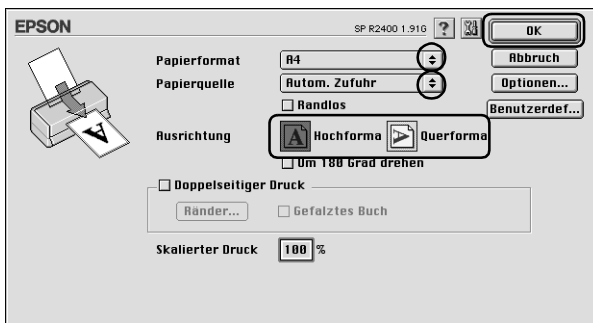 EPSON SP R2400 1.91G ? OK
Papierformat A4 Abbruch
Papierquelle Autom. Zufuhr Optionen...
Randlos Benutzerdef...
Ausrichtung Hochforma Querforma
Um 180 Grad drehen
Doppelseitiger Druck
Ränder... Gefalztes Buch
Skalierter Druck 100 %